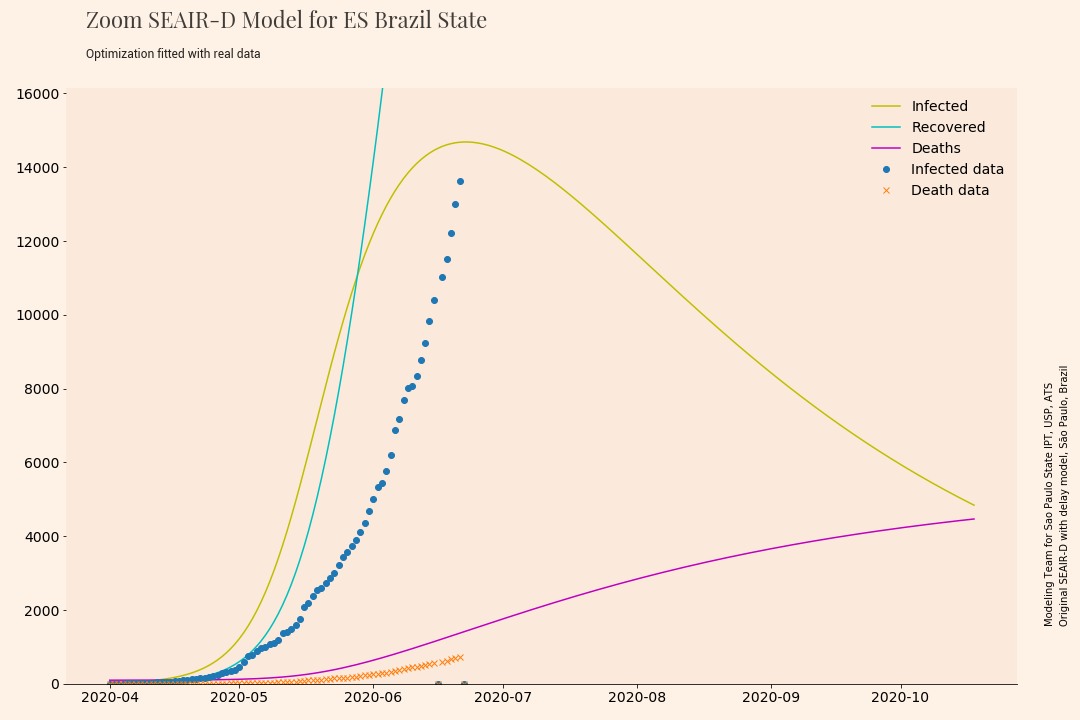 Zoom SEAIR-D Model for ES Brazil State
Optimization fitted with real data
16000
14000
12000
10000
8000
6000
4000
2000
0
2020-04
2020-05
2020-06
2020-07
2020-08
2020-09
2020-10
Infected
Recovered
Deaths
Infected data
Death data
Modeling Team for Sao Paulo State IPT, USP, ATS
Original SEAIR-D with delay model, São Paulo, Brazil